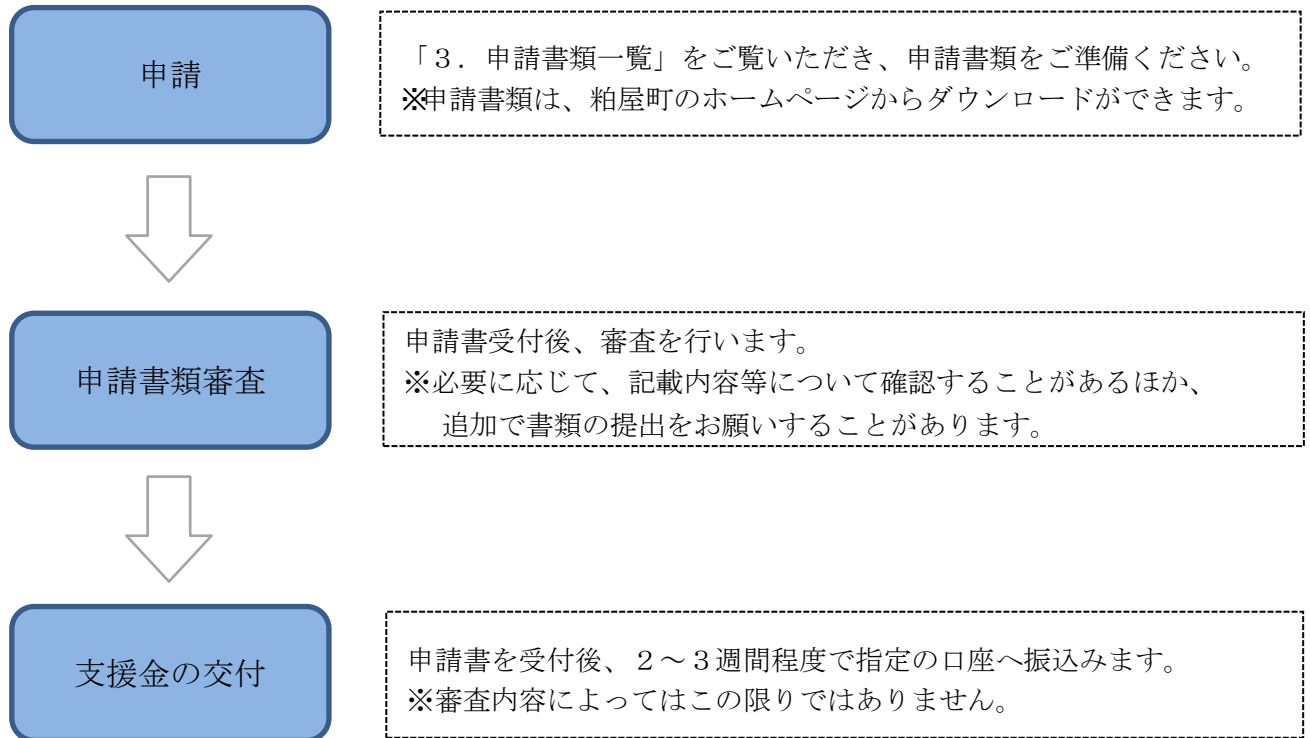 申請
「３．申請書類一覧」をご覧いただき、申請書類をご準備ください。
※申請書類は、粕屋町のホームページからダウンロードができます。
申請書類審査
申請書受付後、審査を行います。
※必要に応じて、記載内容等について確認することがあるほか、
追加で書類の提出をお願いすることがあります。
支援金の交付
申請書を受付後、２～３週間程度で指定の口座へ振込みます。
※審査内容によってはこの限りではありません。